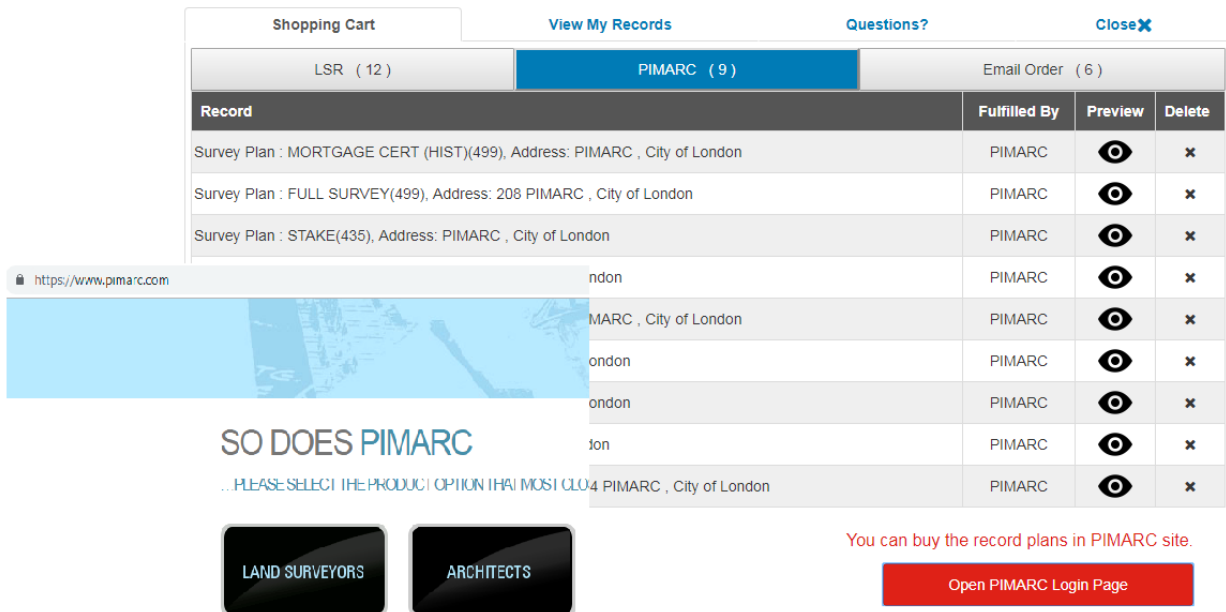 Shopping Cart View My Records Questions? Close
LSR ( 12 ) PIMARC ( 9 ) Email Order ( 6 )
Record Fulfilled By Preview Delete
Survey Plan : MORTGAGE CERT (HIST)(499), Address: PIMARC , City of London PIMARC
Survey Plan : FULL SURVEY(499), Address: 208 PIMARC , City of London PIMARC
Survey Plan : STAKE(435), Address: PIMARC , City of London PIMARC
https://www.pimarc.com
ndon PIMARC
MARC , City of London PIMARC
ondon PIMARC
ondon PIMARC
don PIMARC
SO DOES PIMARC
...PLEASE SELECT THE PRODUCT OPTION THAT MOST CLO
4 PIMARC , City of London PIMARC
You can buy the record plans in PIMARC site.
LAND SURVEYORS ARCHITECTS
Open PIMARC Login Page